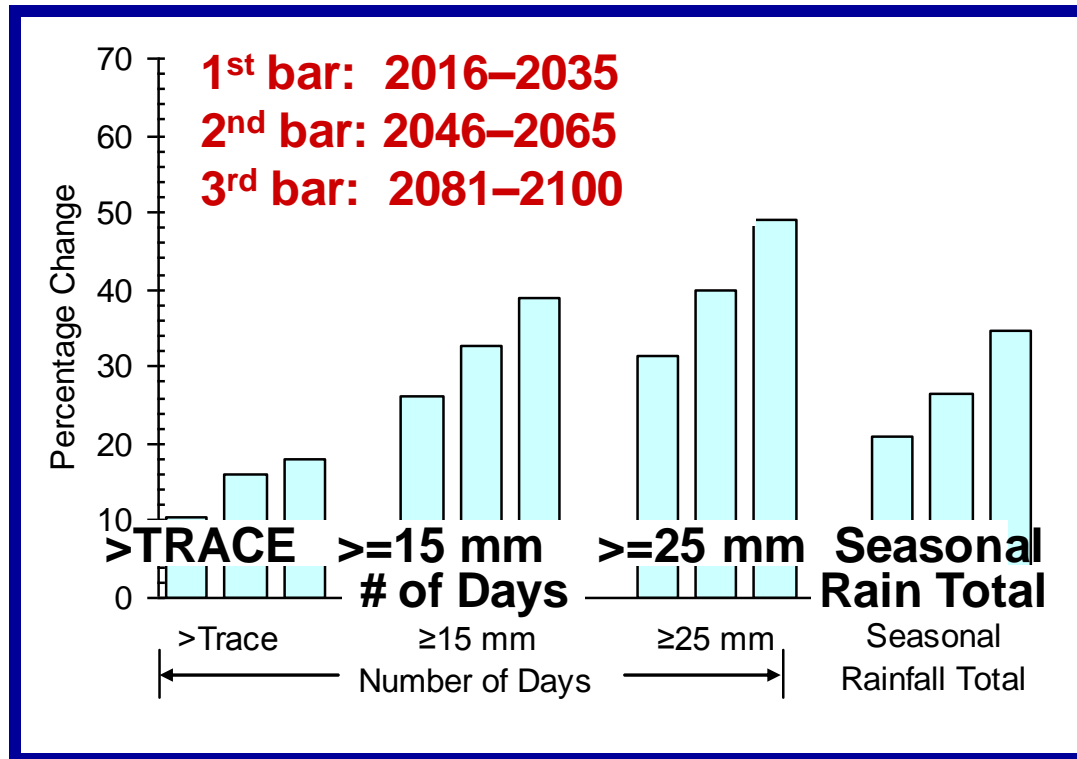 1st bar: 2016–2035
2nd bar: 2046–2065
3rd bar: 2081–2100
Percentage Change
70
60
50
40
30
20
10
0
>TRACE >=15 mm >=25 mm Seasonal
# of Days Rain Total
>Trace ≥15 mm ≥25 mm Seasonal
Number of Days Rainfall Total